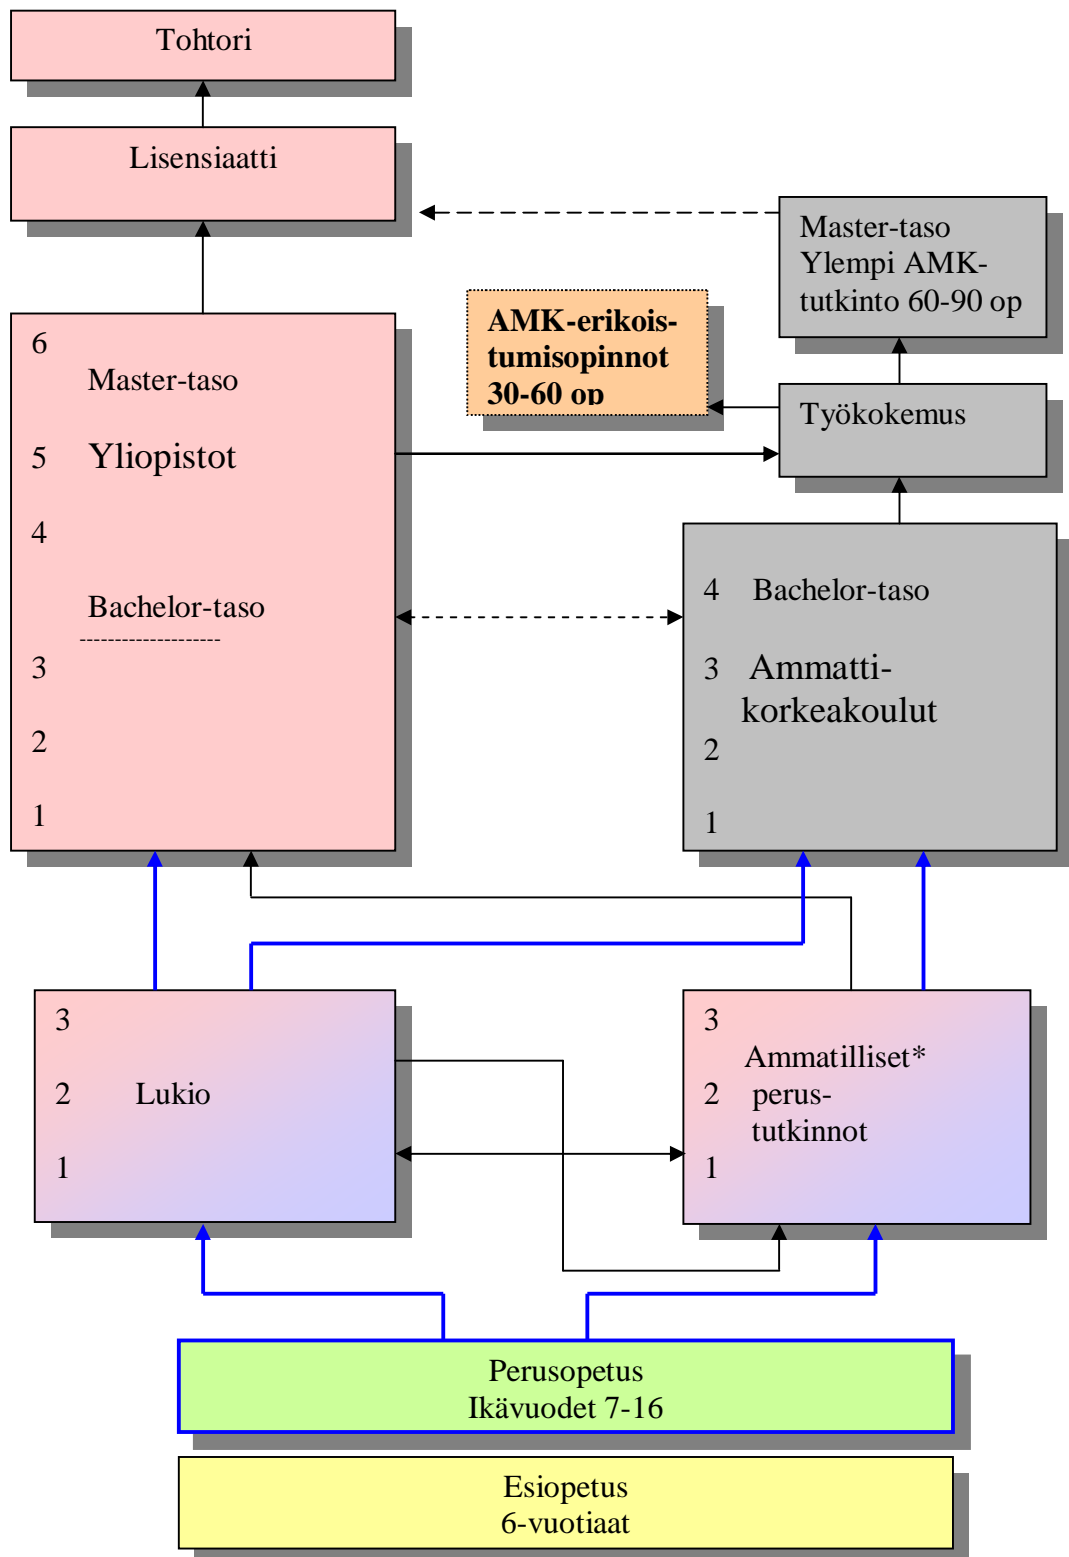 Tohtori
Lisensiaatti
Master-taso
Ylempi AMK-
tutkinto 60-90 op
AMK-erikois-
tumisopinnot
30-60 op
Työkokemus
6
Master-taso
5 Yliopistot
4
Bachelor-taso
---------------------
3
2
1
4 Bachelor-taso
3 Ammatti-
korkeakoulut
2
1
3
2 Lukio
1
3
Ammatilliset*
2 perus-
tutkinnot
1
Perusopetus
Ikävuodet 7-16
Esiopetus
6-vuotiaat